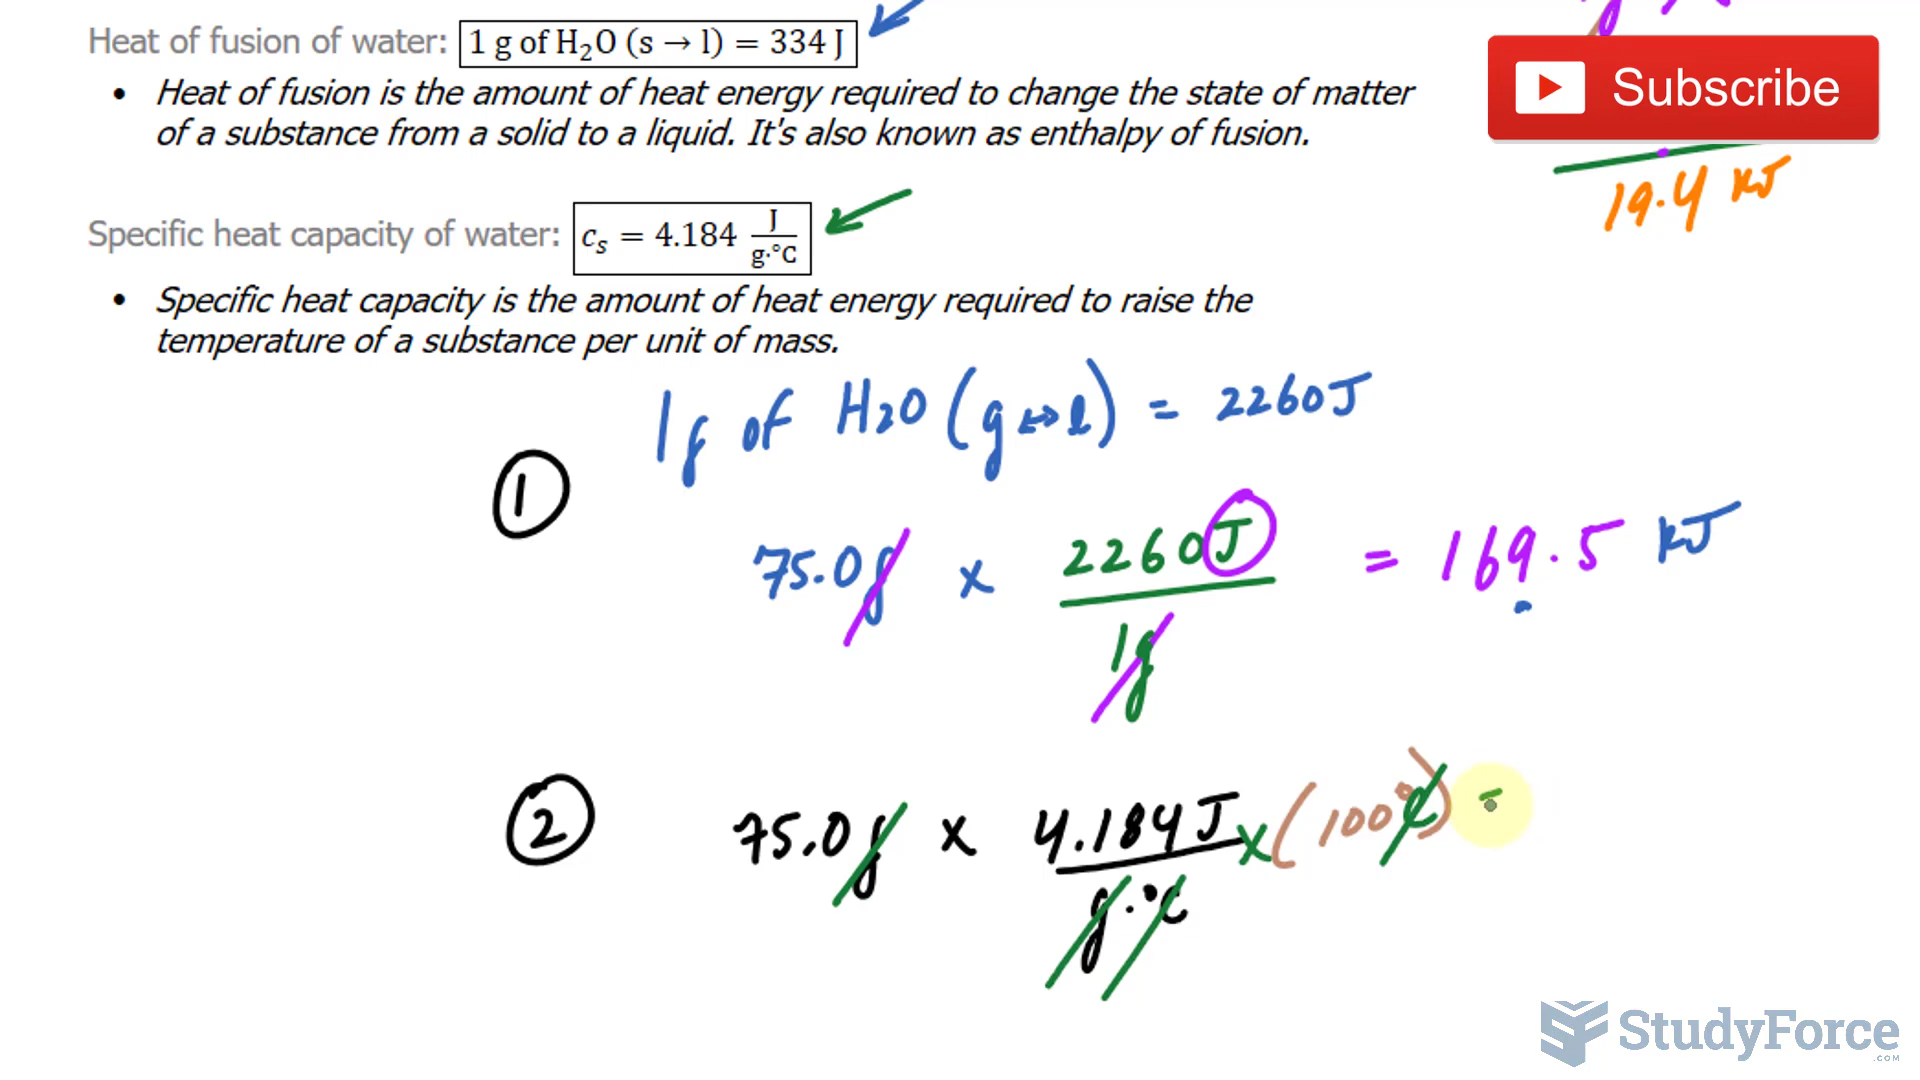 Heat of fusion of water: 1 g of H₂O (s → l) = 334 J
Subscribe
• Heat of fusion is the amount of heat energy required to change the state of matter
of a substance from a solid to a liquid. It's also known as enthalpy of fusion.
19.4 kJ
Specific heat capacity of water: cₛ = 4.184 J/g·°C
• Specific heat capacity is the amount of heat energy required to raise the
temperature of a substance per unit of mass.
1g of H2O (g ↔ l) = 2260J
①
75.0g x 2260J/1g = 169.5 kJ
②
75.0g x 4.184J/g·°C x (100°C) =
StudyForce
.COM